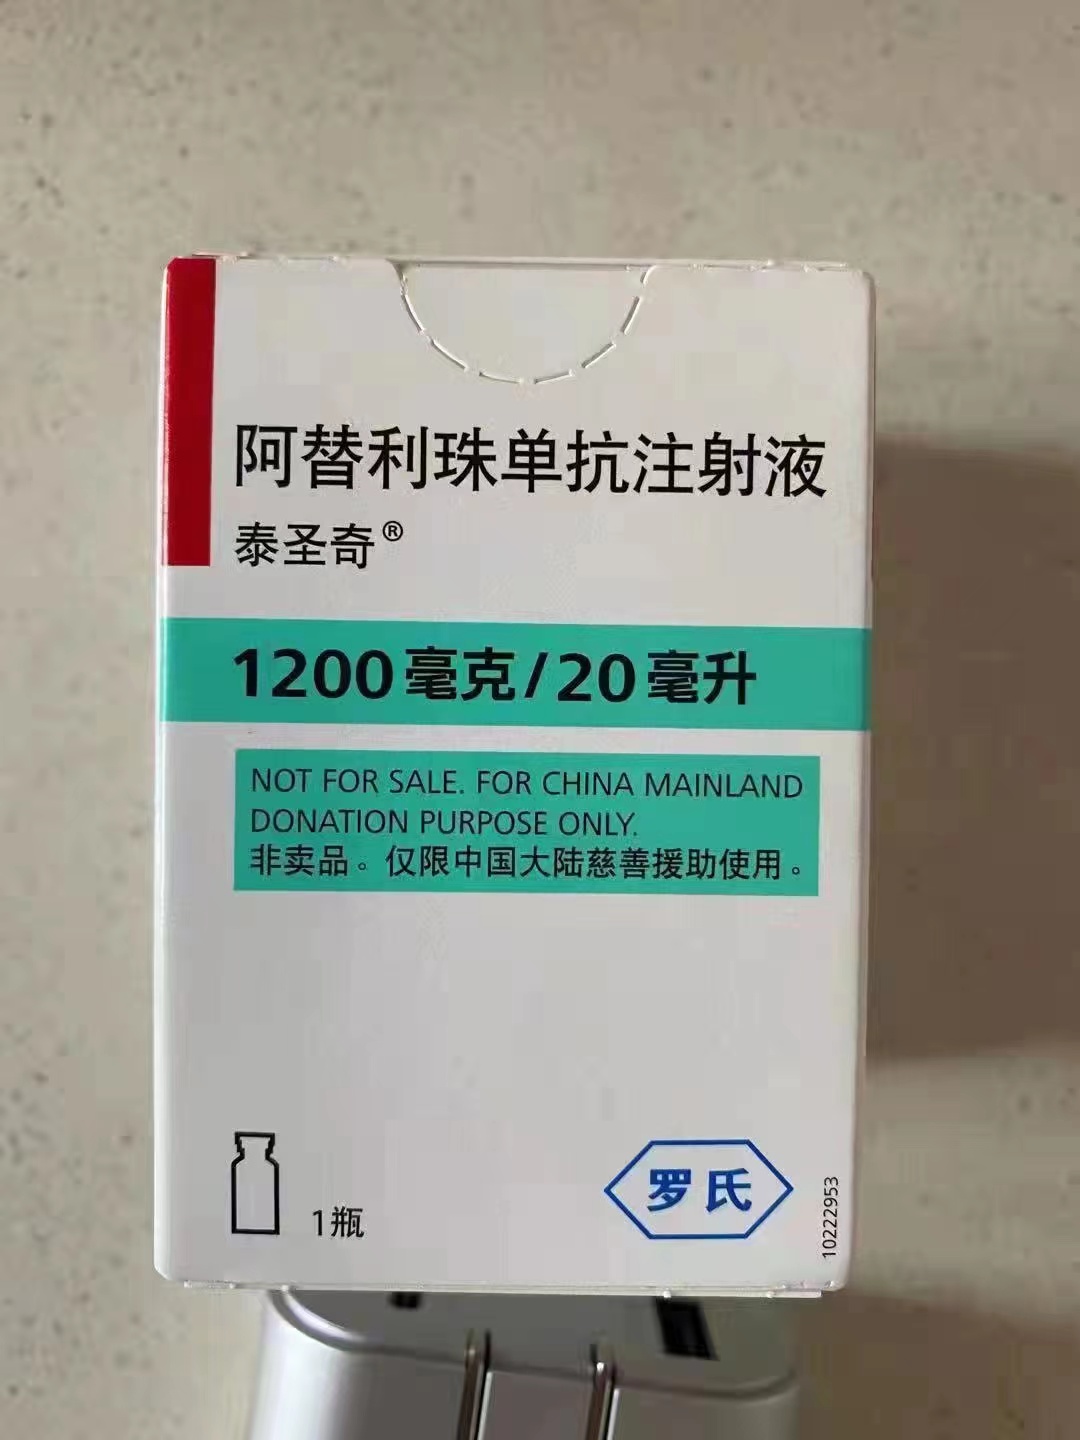 阿替利珠单抗注射液
泰圣奇®
1200毫克/20毫升
NOT FOR SALE. FOR CHINA MAINLAND
DONATION PURPOSE ONLY.
非卖品。仅限中国大陆慈善援助使用。
1瓶
罗氏
10222953